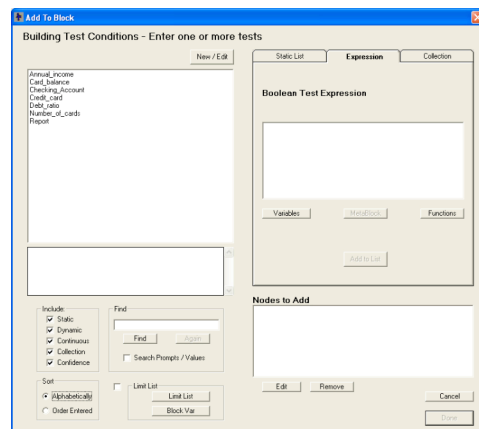 Add To Block
Building Test Conditions - Enter one or more tests
New / Edit
Annual_income
Card_balance
Checking_Account
Credit_card
Debt_ratio
Number_of_cards
Report
Include:
Static
Dynamic
Continuous
Collection
Confidence
Find
Find
Again
Search Prompts / Values
Sort
Alphabetically
Order Entered
Limit List
Limit List
Block Var
Static List
Expression
Collection
Boolean Test Expression
Variables
MetaBlock
Functions
Add to List
Nodes to Add
Edit
Remove
Cancel
Done